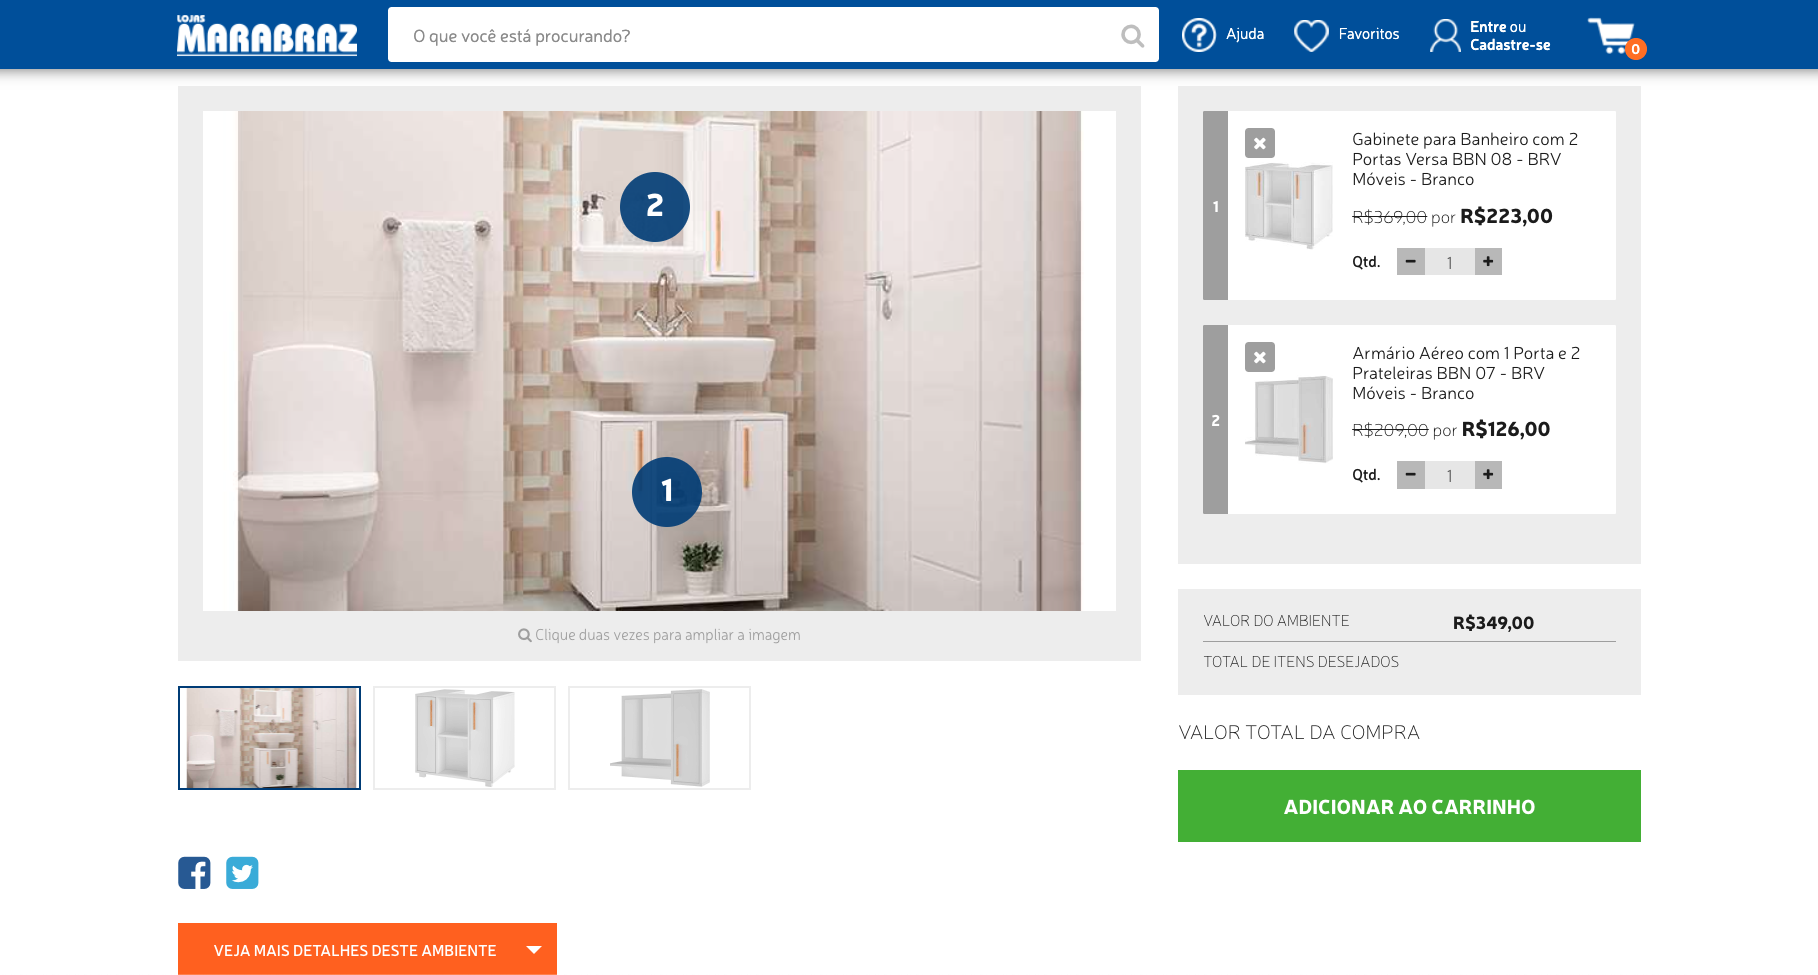 LOJAS
MARABRAZ
O que você está procurando?
Ajuda
Favoritos
Entre ou
Cadastre-se
0
2
1
Clique duas vezes para ampliar a imagem
1
Gabinete para Banheiro com 2
Portas Versa BBN 08 - BRV
Móveis - Branco
R$369,00 por R$223,00
Qtd. - 1 +
2
Armário Aéreo com 1 Porta e 2
Prateleiras BBN 07 - BRV
Móveis - Branco
R$209,00 por R$126,00
Qtd. - 1 +
VALOR DO AMBIENTE R$349,00
TOTAL DE ITENS DESEJADOS
VALOR TOTAL DA COMPRA
ADICIONAR AO CARRINHO
VEJA MAIS DETALHES DESTE AMBIENTE